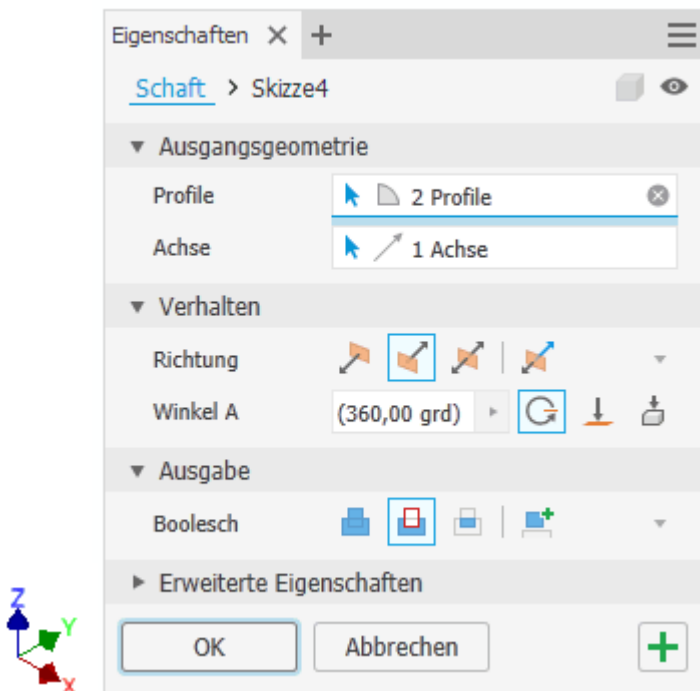 Eigenschaften
Schaft > Skizze4
Ausgangsgeometrie
Profile 2 Profile
Achse 1 Achse
Verhalten
Richtung
Winkel A (360,00 grd)
Ausgabe
Boolesch
Erweiterte Eigenschaften
OK Abbrechen
Z
Y
X